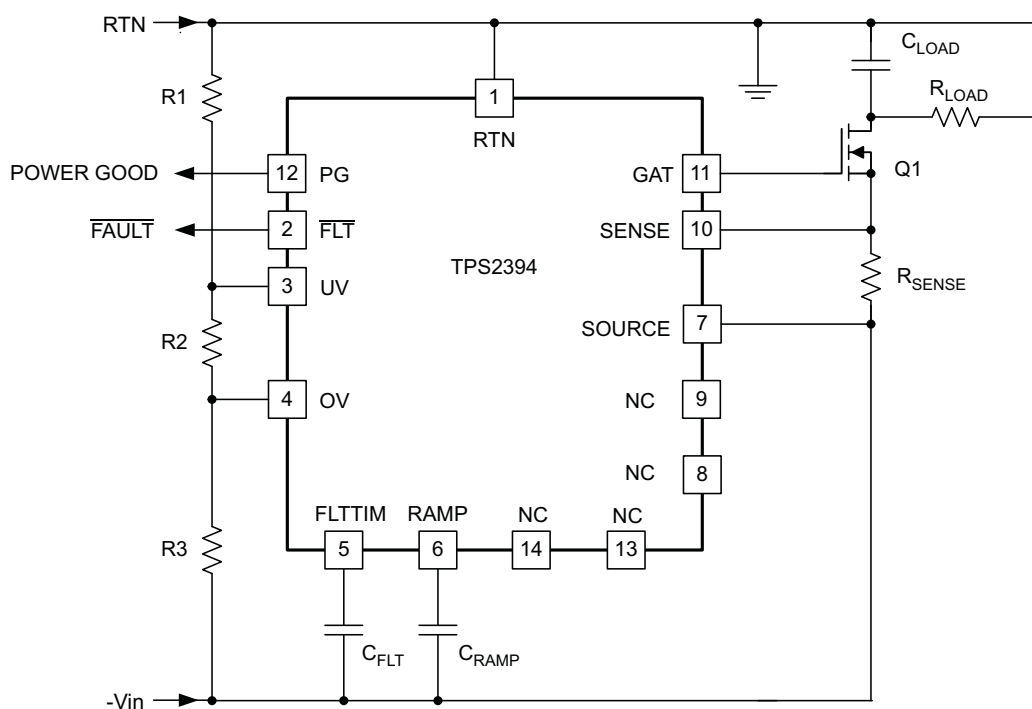 RTN
C_LOAD
R_LOAD
R1
1
RTN
POWER GOOD
12
PG
GAT
11
Q1
FAULT
2
FLT
SENSE
10
TPS2394
3
UV
R_SENSE
SOURCE
7
R2
4
OV
NC
9
NC
8
FLTTIM
RAMP
NC
NC
R3
5
6
14
13
C_FLT
C_RAMP
-Vin